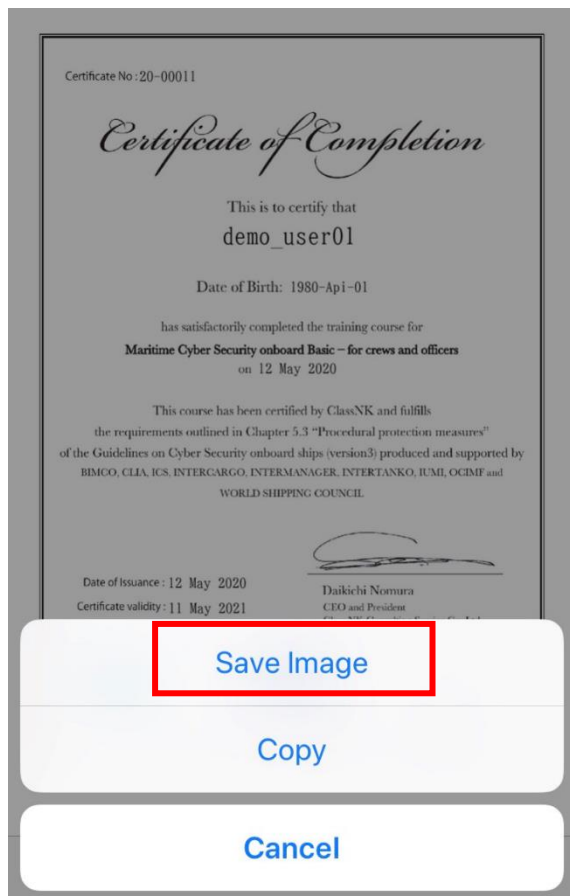 Certificate No : 20-00011
Certificate of Completion
This is to certify that
demo_user01
Date of Birth: 1980-Api-01
has satisfactorily completed the training course for
Maritime Cyber Security onboard Basic – for crews and officers
on 12 May 2020
This course has been certified by ClassNK and fulfills
the requirements outlined in Chapter 5.3 “Procedural protection measures”
of the Guidelines on Cyber Security onboard ships (version3) produced and supported by
BIMCO, CLIA, ICS, INTERCARGO, INTERMANAGER, INTERTANKO, IUMI, OCIMF and
WORLD SHIPPING COUNCIL
Date of Issuance : 12 May 2020
Daikichi Nomura
Certificate validity : 11 May 2021
CEO and President
Save Image
Copy
Cancel